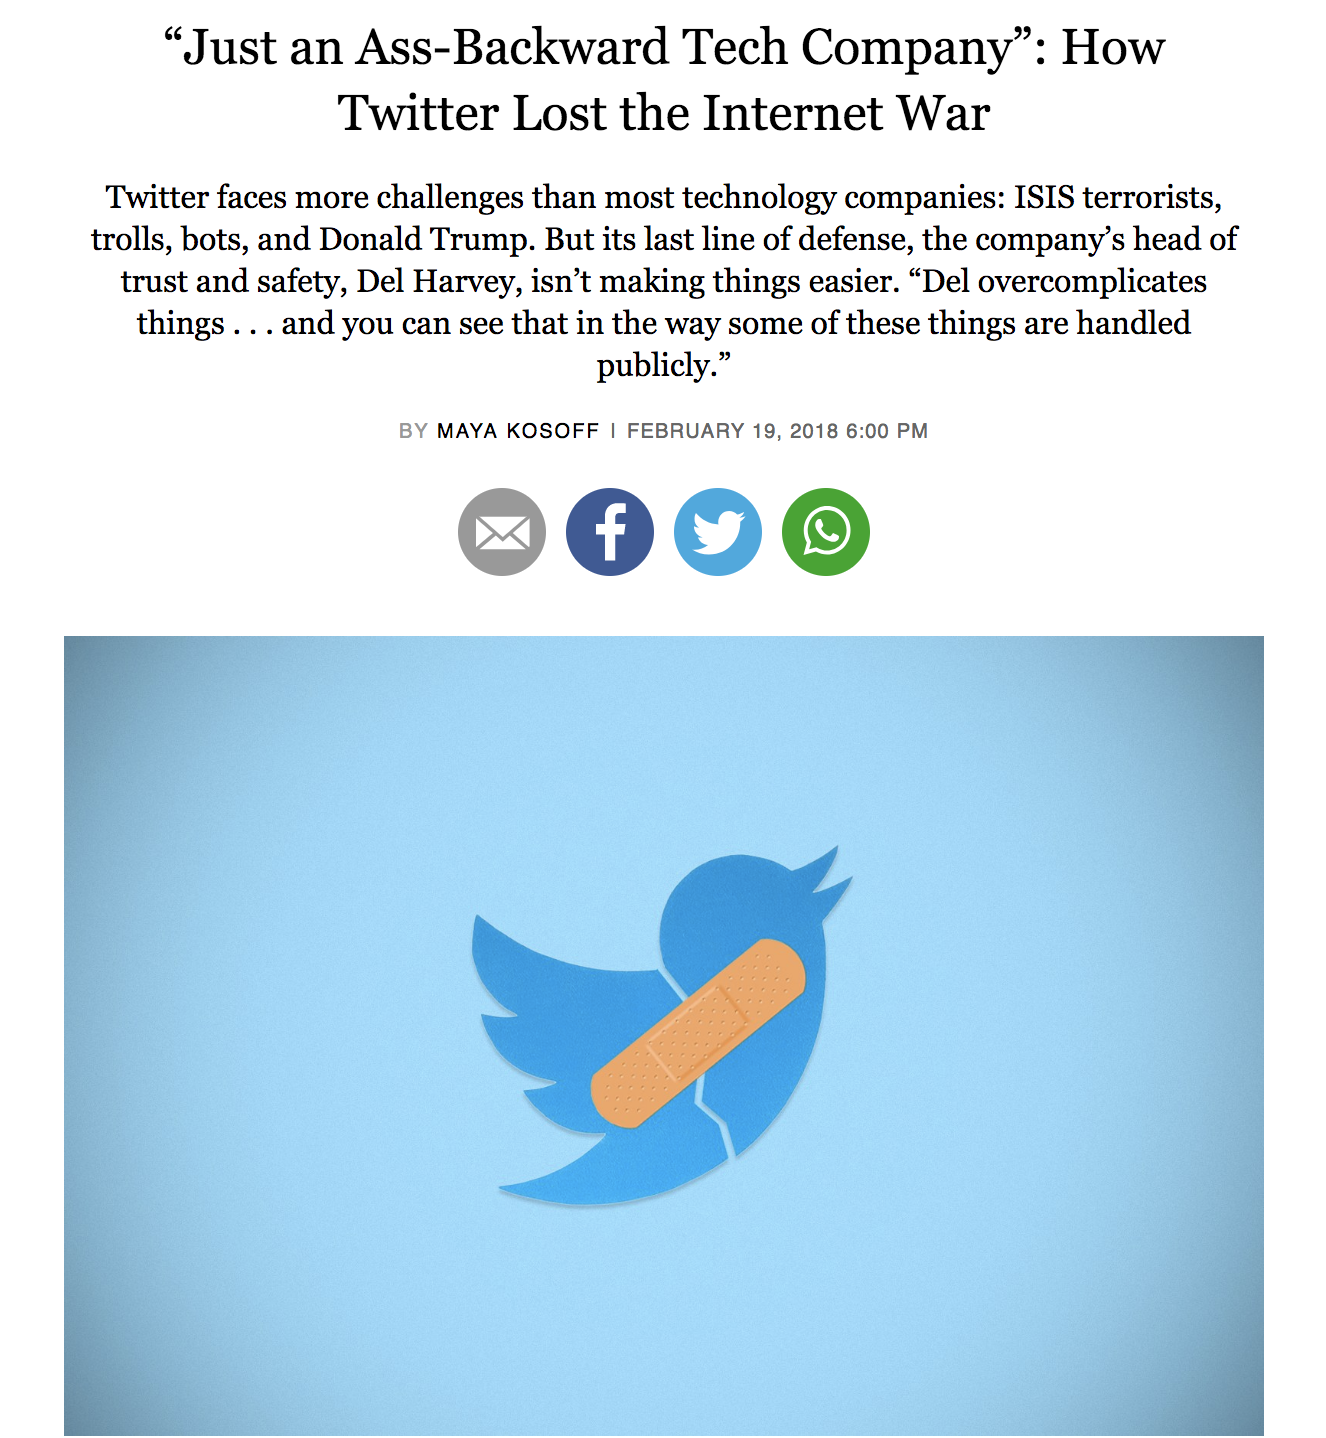 “Just an Ass-Backward Tech Company”: How
Twitter Lost the Internet War
Twitter faces more challenges than most technology companies: ISIS terrorists,
trolls, bots, and Donald Trump. But its last line of defense, the company’s head of
trust and safety, Del Harvey, isn’t making things easier. “Del overcomplicates
things . . . and you can see that in the way some of these things are handled
publicly.”
BY MAYA KOSOFF | FEBRUARY 19, 2018 6:00 PM